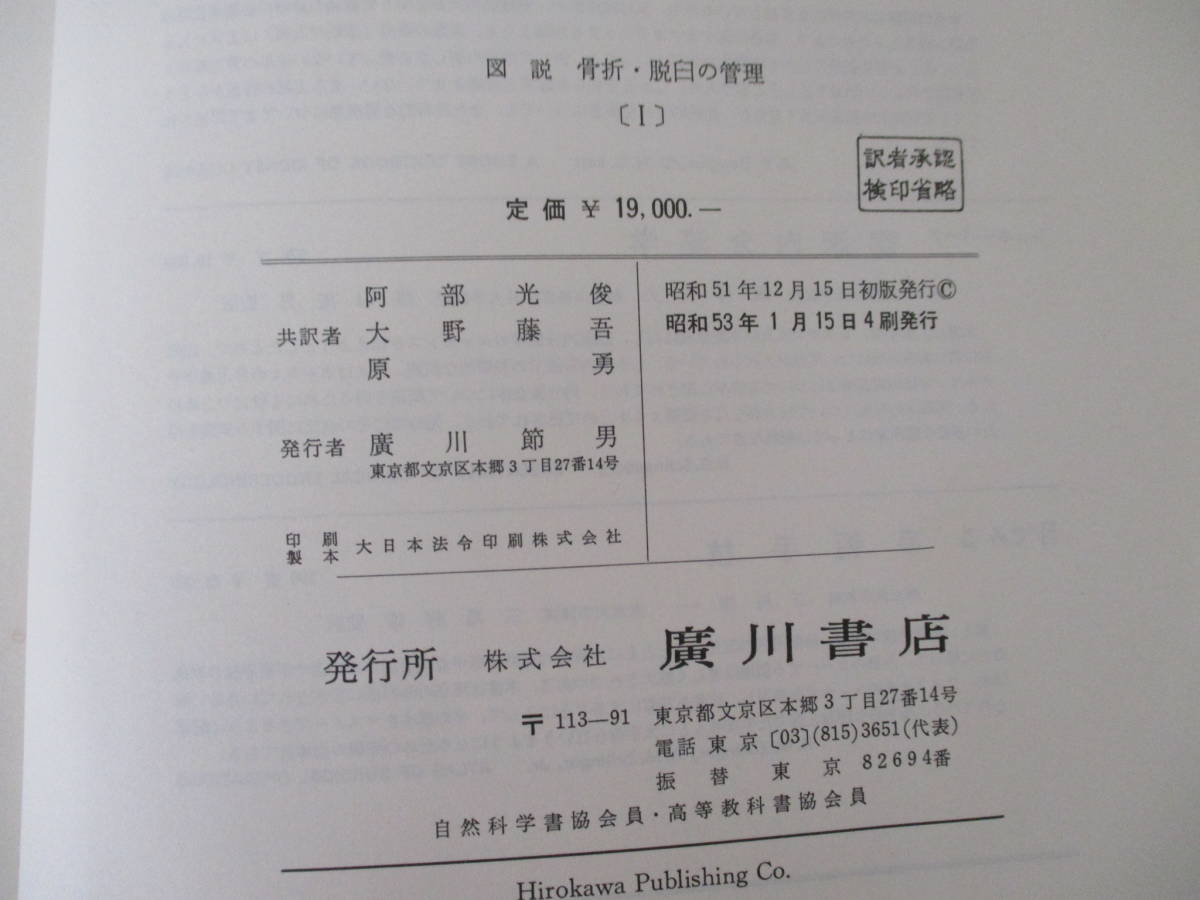 図 説 骨折・脱臼の管理
〔Ⅰ〕
訳者承認
検印省略
定 価 ¥ 19,000.—
共訳者
阿 部 光 俊
大 野 藤 吾
原 勇
発行者 廣 川 節 男
東京都文京区本郷3丁目27番14号
印 刷
製 本
大日本法令印刷株式会社
昭和51年12月15日初版発行©
昭和53年1月15日4刷発行
発行所 株式会社 廣川書店
〒113—91 東京都文京区本郷3丁目27番14号
電話 東京 〔03〕(815)3651(代表)
振替 東京 82694番
自然科学書協会員・高等教科書協会員
Hirokawa Publishing Co.